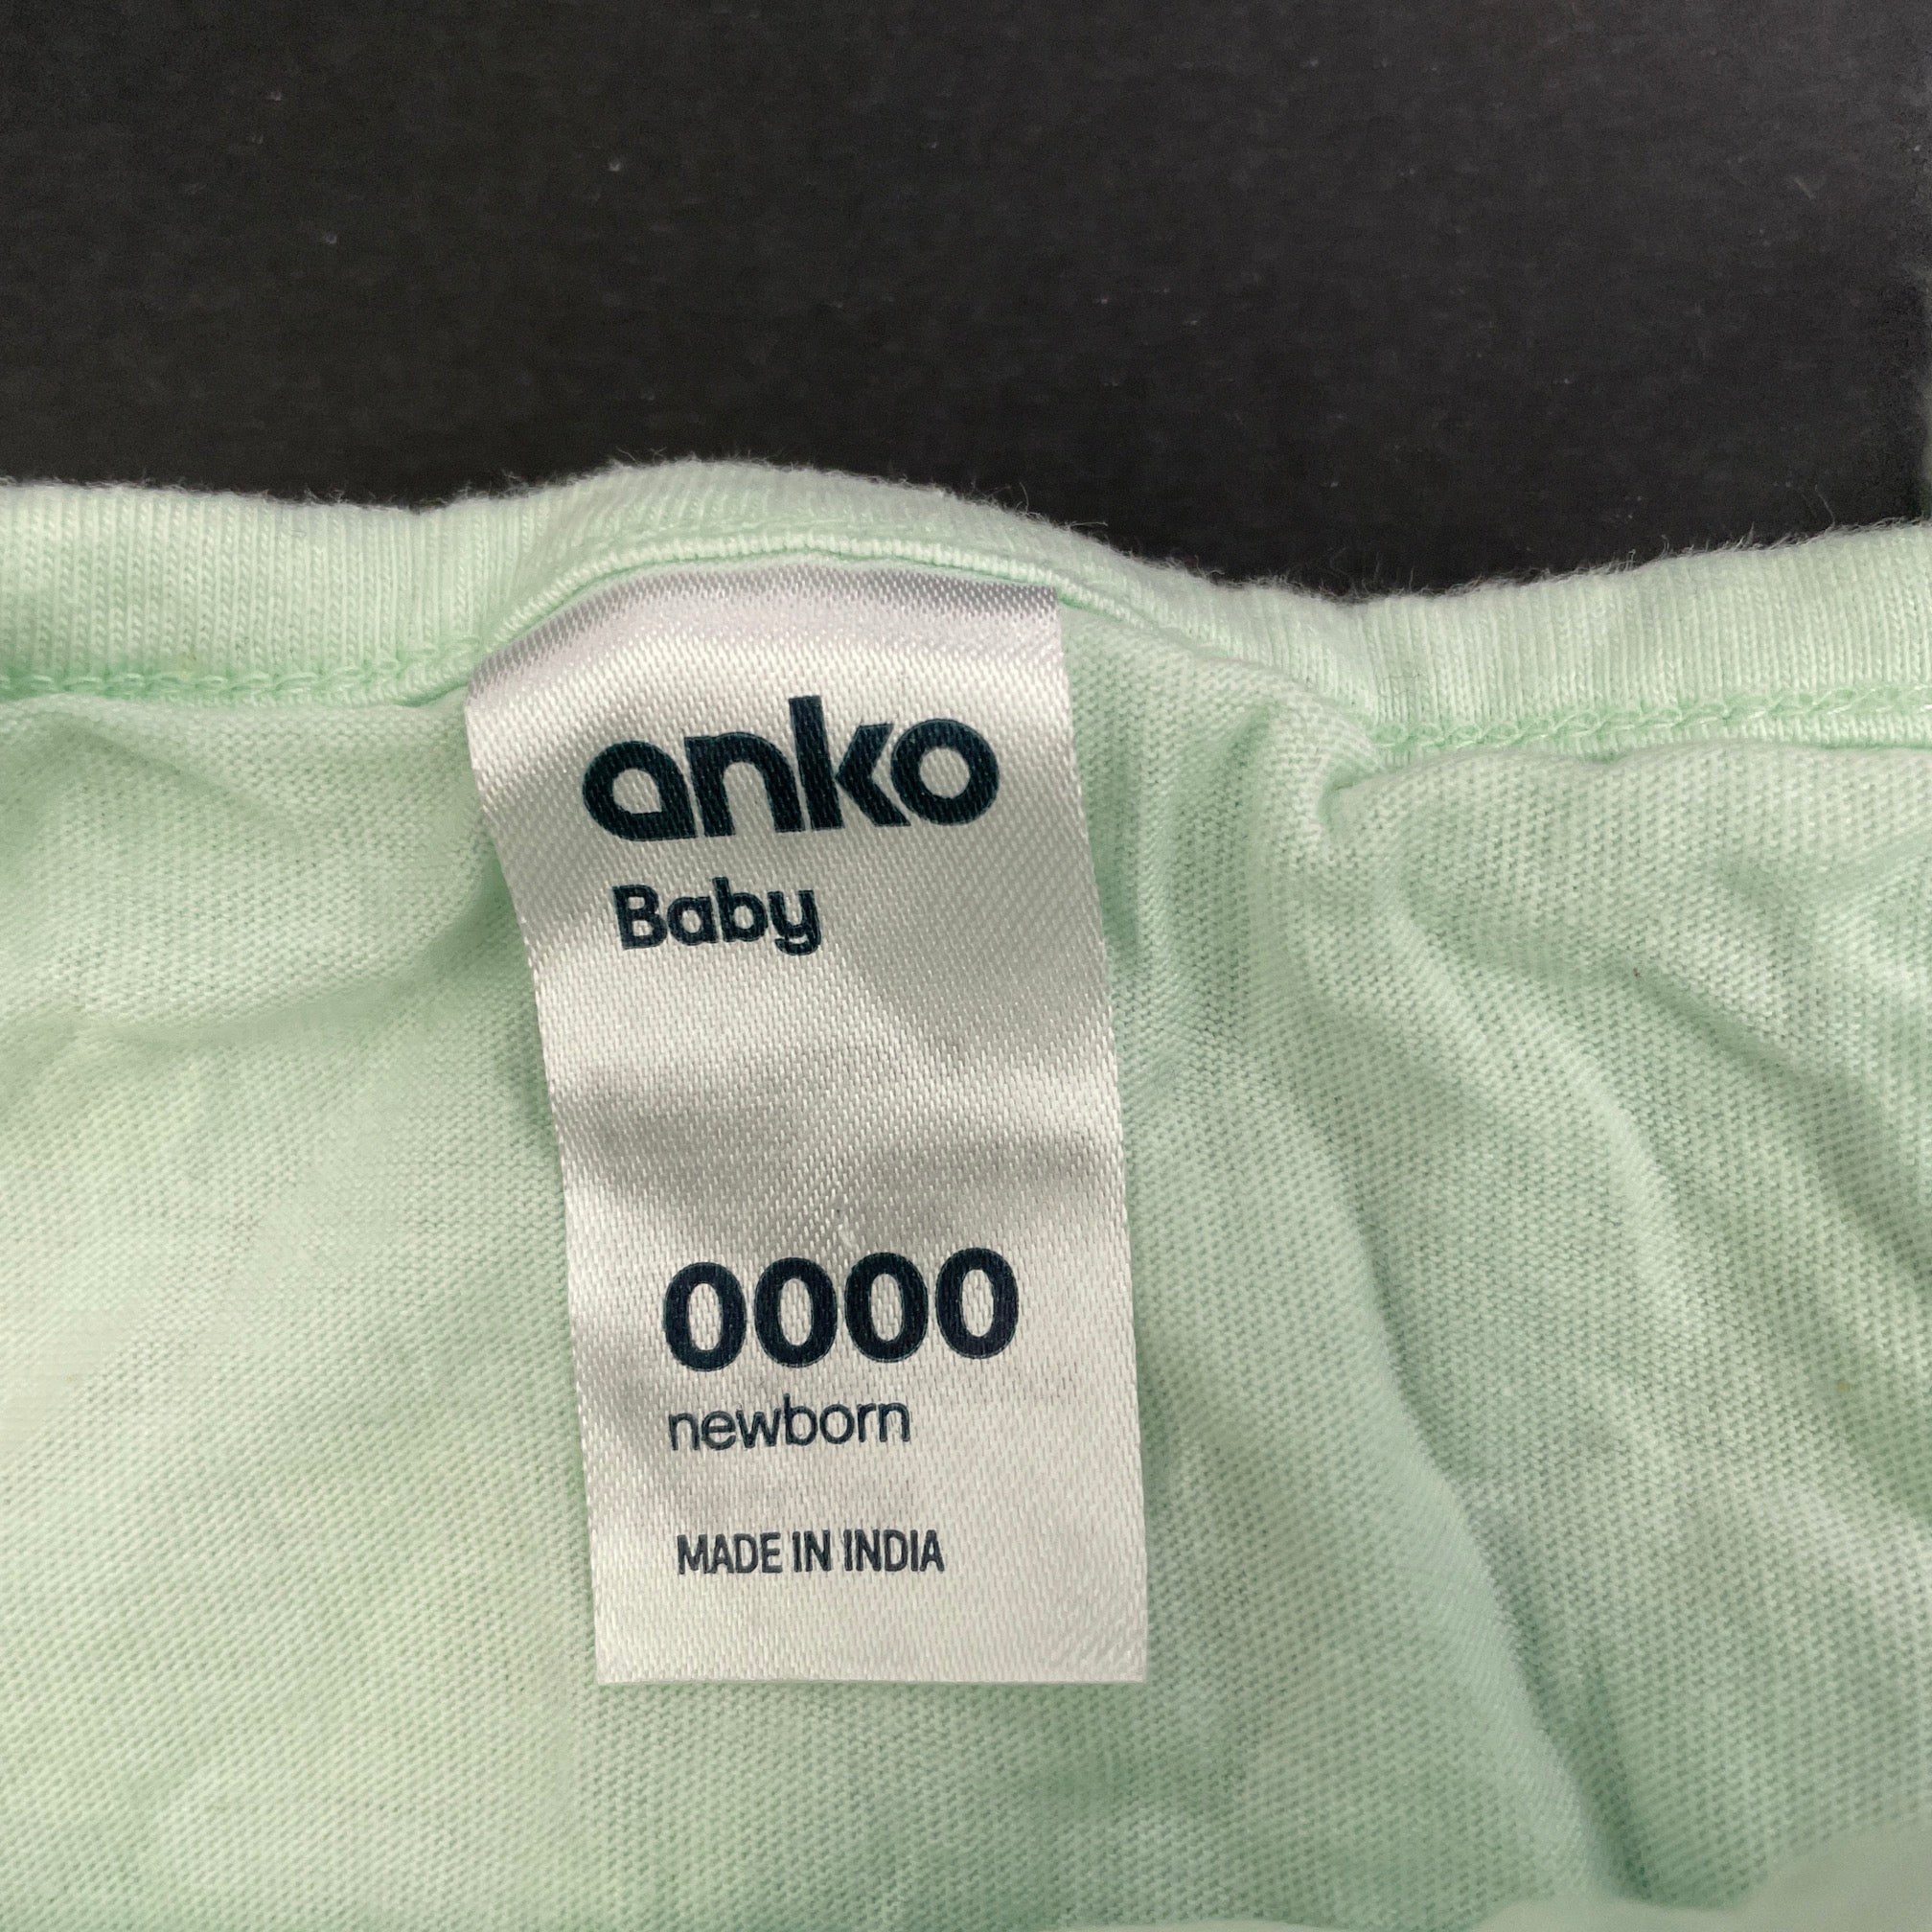 anko
Baby
0000
newborn
MADE IN INDIA